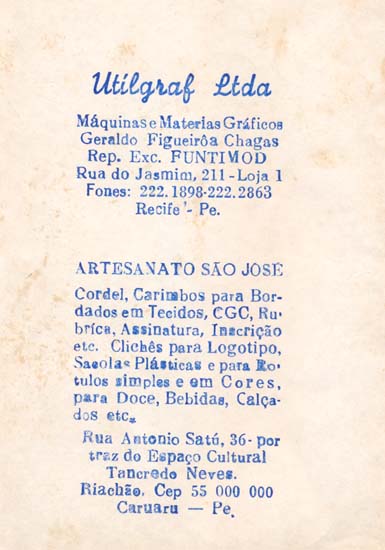 Utilgraf Ltda
Máquinas e Materias Gráficos
Geraldo Figueirôa Chagas
Rep. Exc. FUNTIMOD
Rua do Jasmim, 211 - Loja 1
Fones: 222.1898-222.2863
Recife - Pe.
ARTESANATO SÃO JOSÉ
Cordel, Carimbos para Bor-
dados em Tecidos, CGC, Ru-
bríca, Assinatura, Inscrição
etc. Clichês para Logotipo,
Sacolas Plásticas e para Ro-
tulos simples e em Cores,
para Doce, Bebidas, Calça-
dos etc.
Rua Antonio Satú, 36 - por
traz do Espaço Cultural
Tancredo Neves.
Riachão. Cep 55 000 000
Caruaru — Pe.